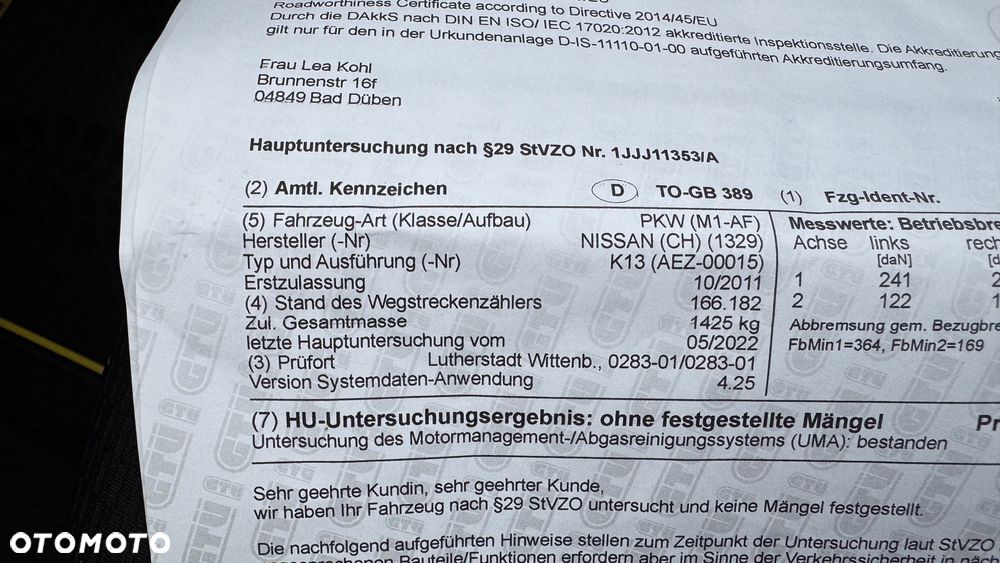 Roadworthiness Certificate according to Directive 2014/45/EU
Durch die DAkkS nach DIN EN ISO/ IEC 17020:2012 akkreditierte Inspektionsstelle. Die Akkreditierung
gilt nur für den in der Urkundenanlage D-IS-11110-01-00 aufgeführten Akkreditierungsumfang.
Frau Lea Kohl
Brunnenstr 16f
04849 Bad Düben
Hauptuntersuchung nach §29 StVZO Nr. 1JJJ11353/A
(2) Amtl. Kennzeichen D TO-GB 389 (1) Fzg-Ident-Nr.
(5) Fahrzeug-Art (Klasse/Aufbau) PKW (M1-AF) Messwerte: Betriebsbre
Hersteller (-Nr) NISSAN (CH) (1329) Achse links rech
Typ und Ausführung (-Nr) K13 (AEZ-00015) [daN] [d
Erstzulassung 10/2011 1 241 2
(4) Stand des Wegstreckenzählers 166.182 2 122 1
Zul. Gesamtmasse 1425 kg Abbremsung gem. Bezugbre
letzte Hauptuntersuchung vom 05/2022 FbMin1=364, FbMin2=169
(3) Prüfort Lutherstadt Wittenb., 0283-01/0283-01
Version Systemdaten-Anwendung 4.25
(7) HU-Untersuchungsergebnis: ohne festgestellte Mängel Pr
Untersuchung des Motormanagement-/Abgasreinigungssystems (UMA): bestanden
Sehr geehrte Kundin, sehr geehrter Kunde,
wir haben Ihr Fahrzeug nach §29 StVZO untersucht und keine Mängel festgestellt.
Die nachfolgend aufgeführten Hinweise stellen zum Zeitpunkt der Untersuchung laut StVZO
Bauteile/Funktionen erfordern aber im Sinne der Verkehrssicherheit in
OTOMOTO